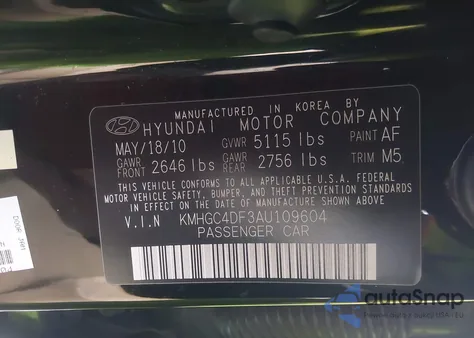 MANUFACTURED IN KOREA BY
HYUNDAI MOTOR COMPANY
MAY/18/10 GVWR 5115 lbs PAINT AF
GAWR FRONT 2646 lbs GAWR REAR 2756 lbs TRIM M5
THIS VEHICLE CONFORMS TO ALL APPLICABLE U.S.A. FEDERAL
MOTOR VEHICLE SAFETY, BUMPER, AND THEFT PREVENTION STANDARDS
IN EFFECT ON THE DATE OF MANUFACTURE SHOWN ABOVE.
V.I.N KMHGC4DF3AU109604
PASSENGER CAR
autoSnap